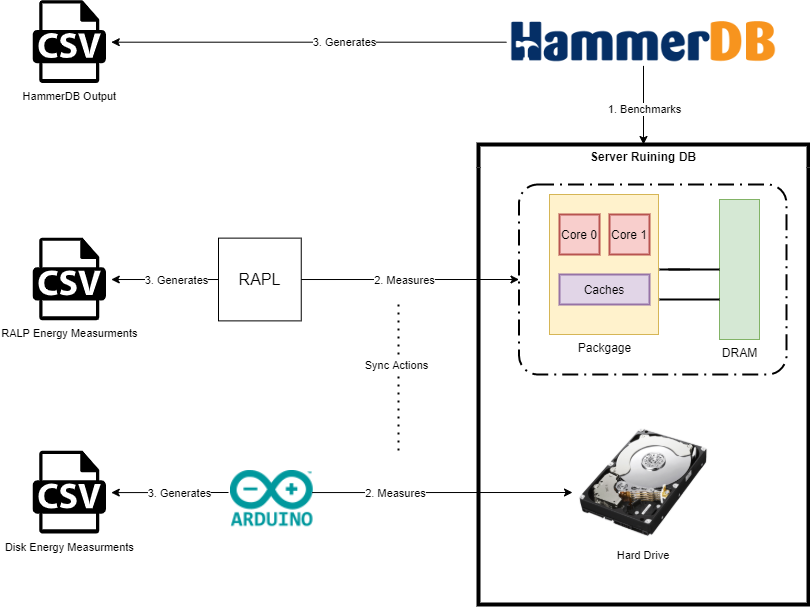 CSV
HammerDB Output
3. Generates
HammerDB
1. Benchmarks
Server Ruining DB
Core 0
Core 1
Caches
Packgage
DRAM
CSV
RALP Energy Measurments
3. Generates
RAPL
2. Measures
Sync Actions
CSV
Disk Energy Measurments
3. Generates
ARDUINO
2. Measures
Hard Drive